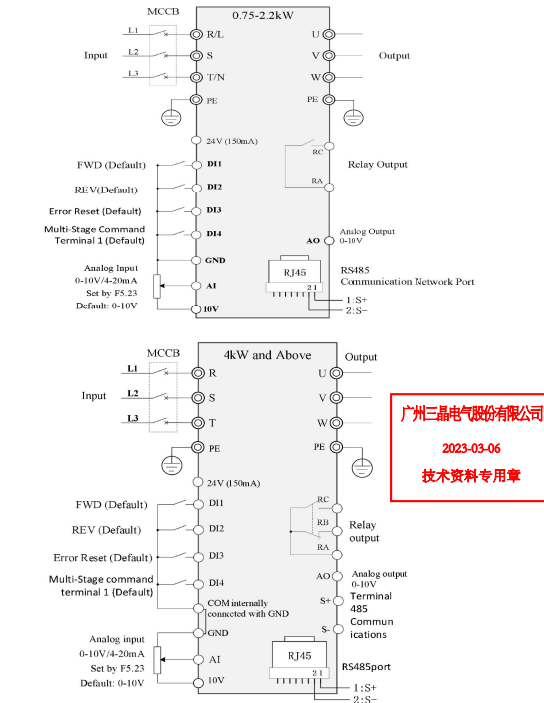 MCCB
0.75-2.2kW
L1
R/L
U
Input
L2
S
V
Output
L3
T/N
W
PE
PE
24V (150mA)
RC
FWD (Default)
DI1
Relay Output
REV(Default)
DI2
RA
Error Reset (Default)
DI3
Multi-Stage Command
Terminal 1 (Default)
DI4
AO
Analog Output
0-10V
GND
Analog Input
0-10V/4-20mA
Set by F5.23
Default: 0-10V
AI
10V
RJ45
2 1
RS485
Communication Network Port
1:S+
2:S−
MCCB
4kW and Above
Output
L1
R
U
Input
L2
S
V
L3
T
W
PE
PE
广州三晶电气股份有限公司
2023-03-06
技术资料专用章
24V (150mA)
FWD (Default)
DI1
RC
REV (Default)
DI2
RB
Relay
output
Error Reset (Default)
DI3
RA
Multi-Stage command
terminal 1 (Default)
DI4
AO
Analog output
0-10V
COM internally
connected with GND
S+
Terminal
485
Commun
ications
GND
S-
Analog input
0-10V/4-20mA
Set by F5.23
Default: 0-10V
AI
10V
RJ45
2 1
RS485port
1:S+
2:S−